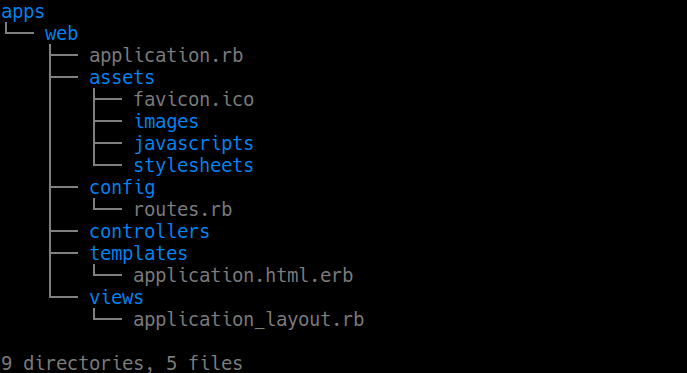 apps
└── web
    ├── application.rb
    ├── assets
    │   ├── favicon.ico
    │   ├── images
    │   ├── javascripts
    │   └── stylesheets
    ├── config
    │   └── routes.rb
    ├── controllers
    ├── templates
    │   └── application.html.erb
    └── views
        └── application_layout.rb
9 directories, 5 files